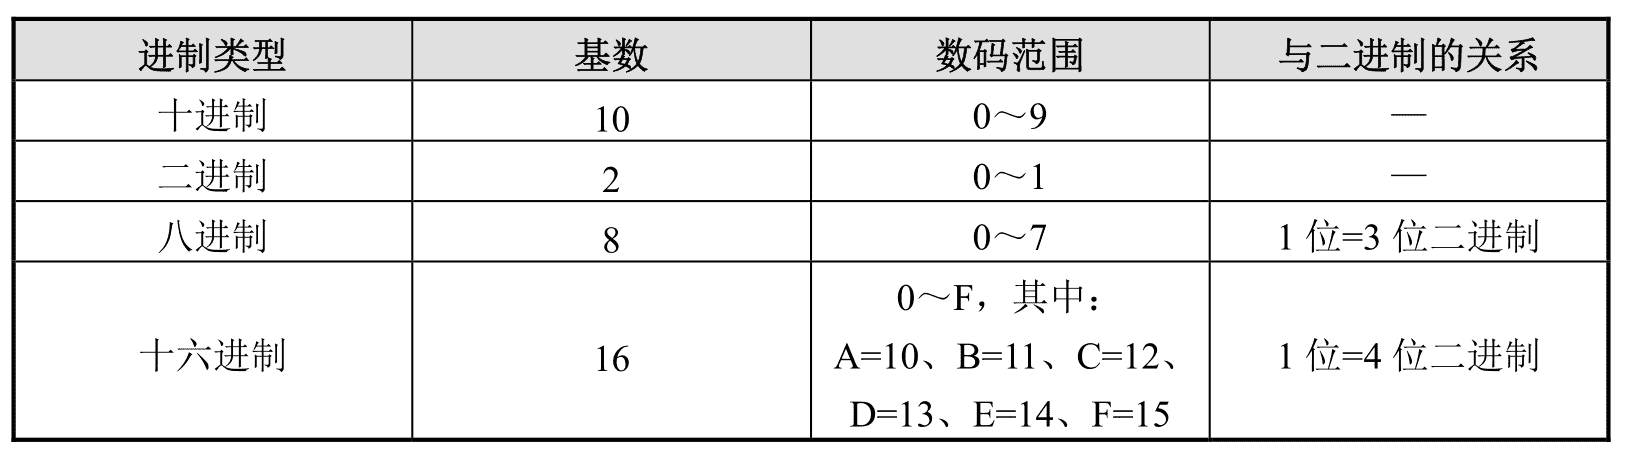 进制类型 基数 数码范围 与二进制的关系
十进制 10 0～9 —
二进制 2 0～1 —
八进制 8 0～7 1 位=3 位二进制
十六进制 16 0～F，其中：
A=10、B=11、C=12、
D=13、E=14、F=15 1 位=4 位二进制